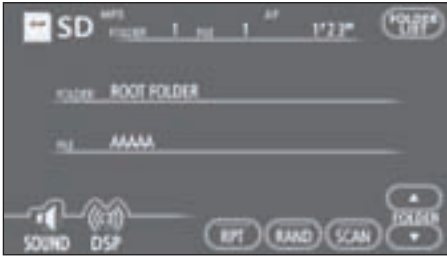 SD MP3 FOLDER 1 FILE 1 1'23" FOLDER LIST
FOLDER ROOT FOLDER
FILE AAAAA
SOUND DSP RPT RAND SCAN FOLDER